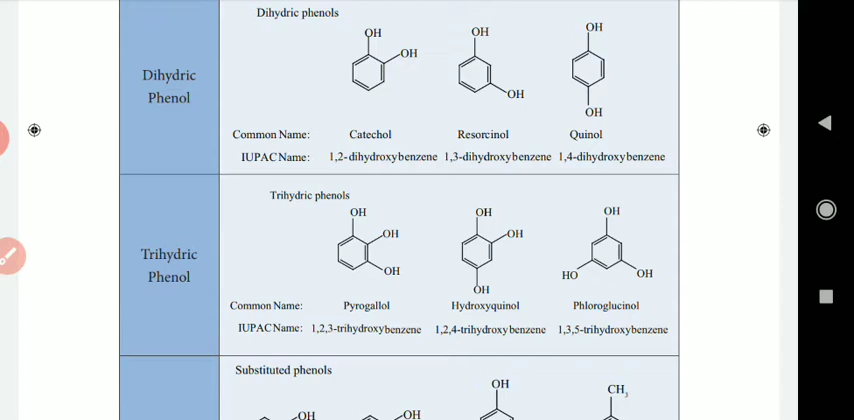 Dihydric phenols
OH
OH
OH
OH
OH
OH
Dihydric
Phenol
Common Name: Catechol Resorcinol Quinol
IUPAC Name: 1,2-dihydroxybenzene 1,3-dihydroxybenzene 1,4-dihydroxybenzene
Trihydric phenols
OH
OH
OH
OH
OH
OH
OH
HO
OH
Trihydric
Phenol
Common Name: Pyrogallol Hydroxyquinol Phloroglucinol
IUPAC Name: 1,2,3-trihydroxybenzene 1,2,4-trihydroxybenzene 1,3,5-trihydroxybenzene
Substituted phenols
OH
CH3
OH
OH